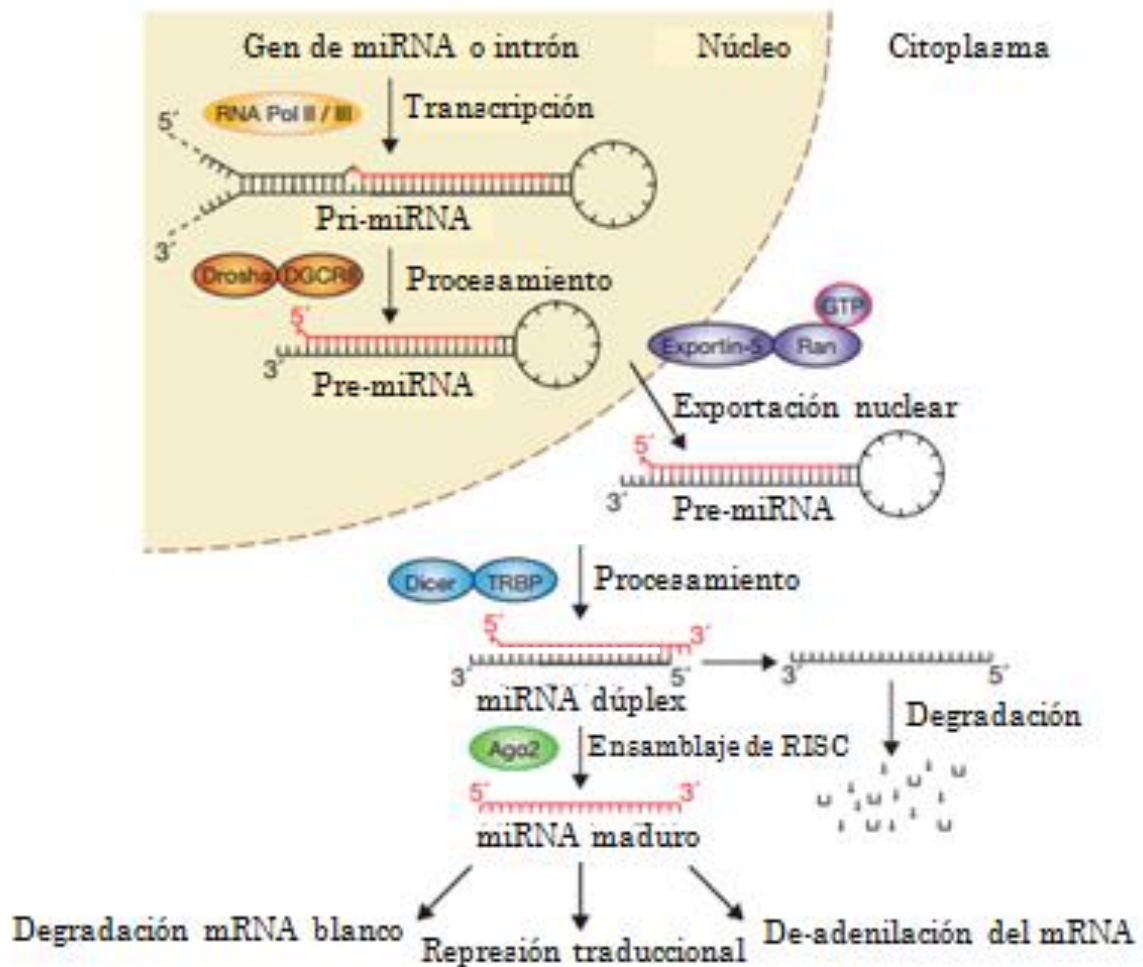 Gen de miRNA o intrón
Núcleo
Citoplasma
RNA Pol II / III
Transcripción
5´
3´
Pri-miRNA
Drosha
DGCR8
Procesamiento
5´
3´
Pre-miRNA
GTP
Exportin-5
Ran
Exportación nuclear
5´
3´
Pre-miRNA
Dicer
TRBP
Procesamiento
5´
3´
3´
5´
miRNA dúplex
3´
5´
Degradación
Ago2
Ensamblaje de RISC
5´
3´
miRNA maduro
Degradación mRNA blanco
Represión traduccional
De-adenilación del mRNA